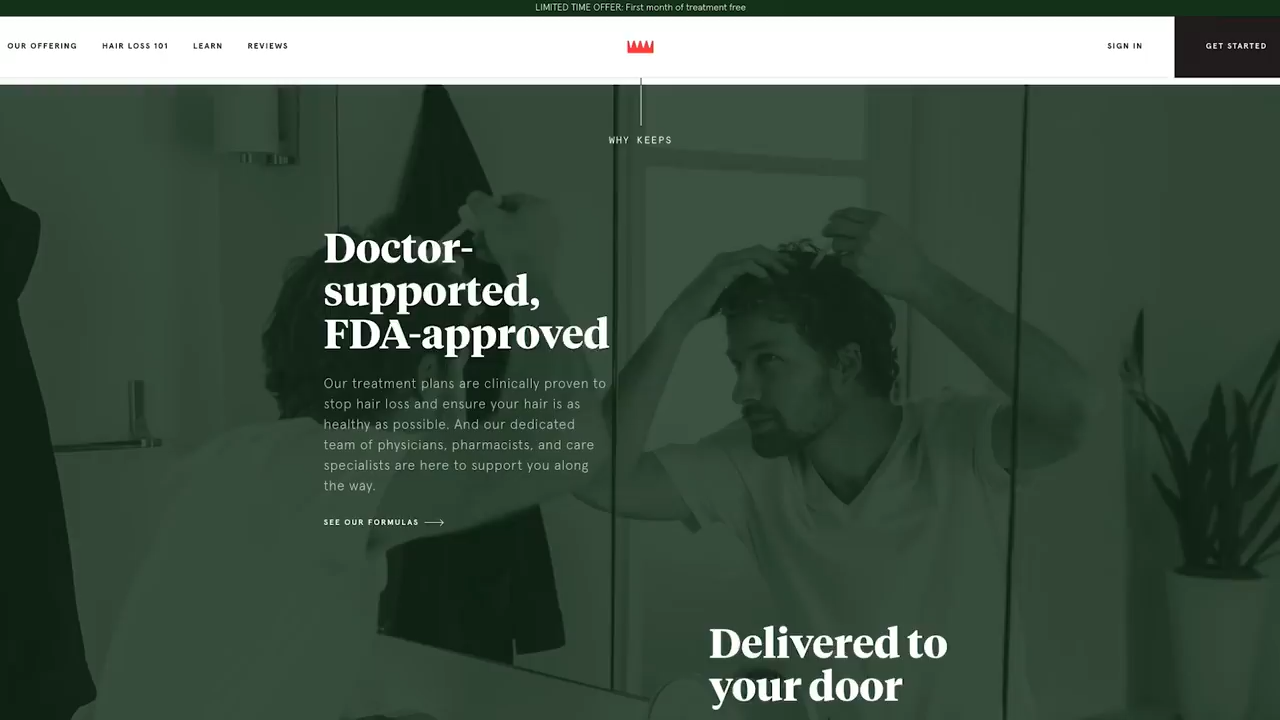 LIMITED TIME OFFER: First month of treatment free
OUR OFFERING
HAIR LOSS 101
LEARN
REVIEWS
SIGN IN
GET STARTED
WHY KEEPS
Doctor-
supported,
FDA-approved
Our treatment plans are clinically proven to
stop hair loss and ensure your hair is as
healthy as possible. And our dedicated
team of physicians, pharmacists, and care
specialists are here to support you along
the way.
SEE OUR FORMULAS
Delivered to
your door